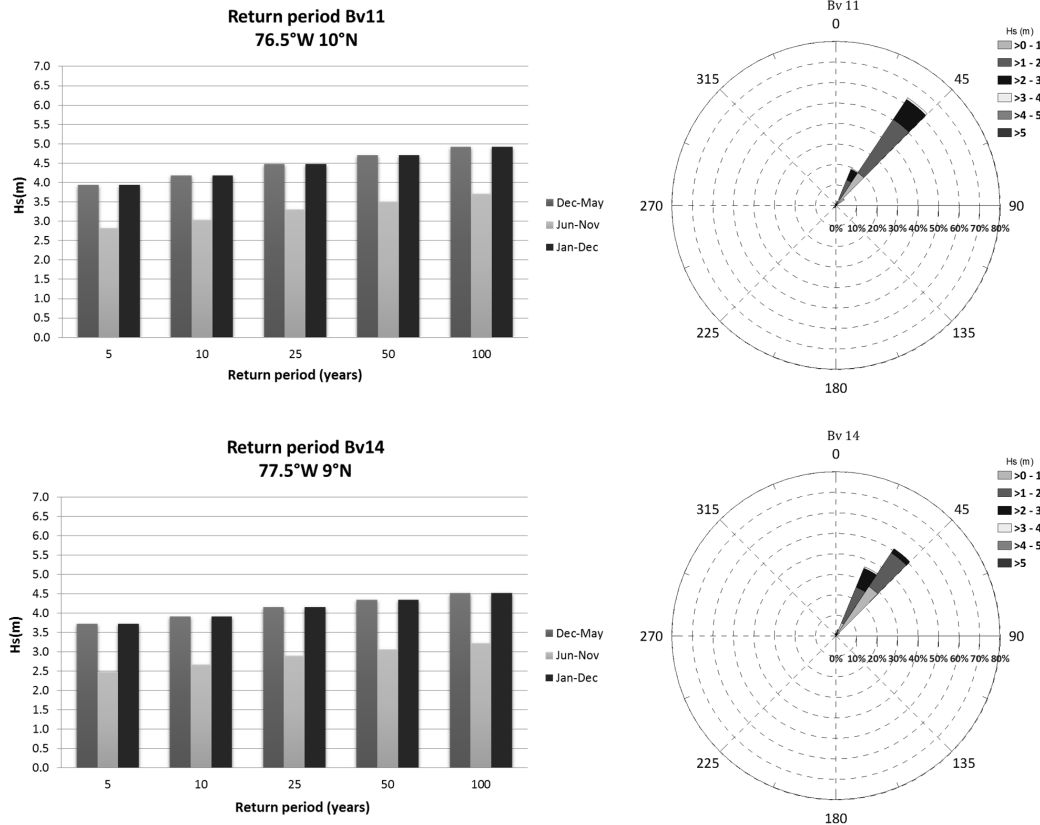 Return period Bv11
76.5°W 10°N
7.0
6.5
6.0
5.5
5.0
4.5
4.0
3.5
3.0
2.5
2.0
1.5
1.0
0.5
0.0
Hs(m)
5 10 25 50 100
Return period (years)
Dec-May
Jun-Nov
Jan-Dec
Bv 11
0
45
90
135
180
225
270
315
0% 10% 20% 30% 40% 50% 60% 70% 80%
Hs (m)
>0 - 1
>1 - 2
>2 - 3
>3 - 4
>4 - 5
>5
Return period Bv14
77.5°W 9°N
7.0
6.5
6.0
5.5
5.0
4.5
4.0
3.5
3.0
2.5
2.0
1.5
1.0
0.5
0.0
Hs(m)
5 10 25 50 100
Return period (years)
Dec-May
Jun-Nov
Jan-Dec
Bv 14
0
45
90
135
180
225
270
315
0% 10% 20% 30% 40% 50% 60% 70% 80%
Hs (m)
>0 - 1
>1 - 2
>2 - 3
>3 - 4
>4 - 5
>5